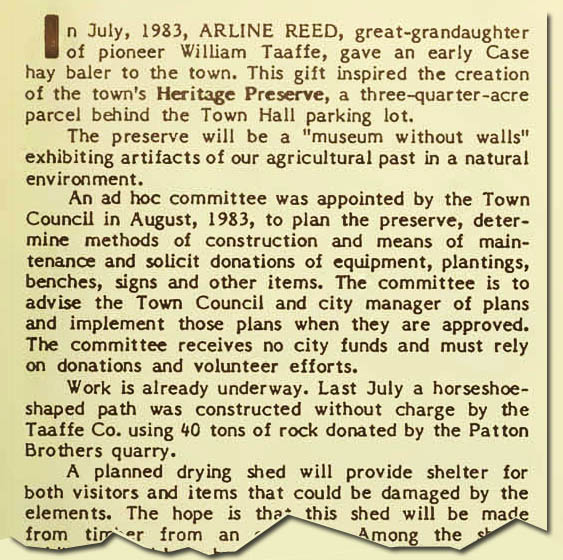 In July, 1983, ARLINE REED, great-grandaughter
of pioneer William Taaffe, gave an early Case
hay baler to the town. This gift inspired the creation
of the town's Heritage Preserve, a three-quarter-acre
parcel behind the Town Hall parking lot.
The preserve will be a "museum without walls"
exhibiting artifacts of our agricultural past in a natural
environment.
An ad hoc committee was appointed by the Town
Council in August, 1983, to plan the preserve, deter-
mine methods of construction and means of main-
tenance and solicit donations of equipment, plantings,
benches, signs and other items. The committee is to
advise the Town Council and city manager of plans
and implement those plans when they are approved.
The committee receives no city funds and must rely
on donations and volunteer efforts.
Work is already underway. Last July a horseshoe-
shaped path was constructed without charge by the
Taaffe Co. using 40 tons of rock donated by the Patton
Brothers quarry.
A planned drying shed will provide shelter for
both visitors and items that could be damaged by the
elements. The hope is that this shed will be made
from timber from an Among the